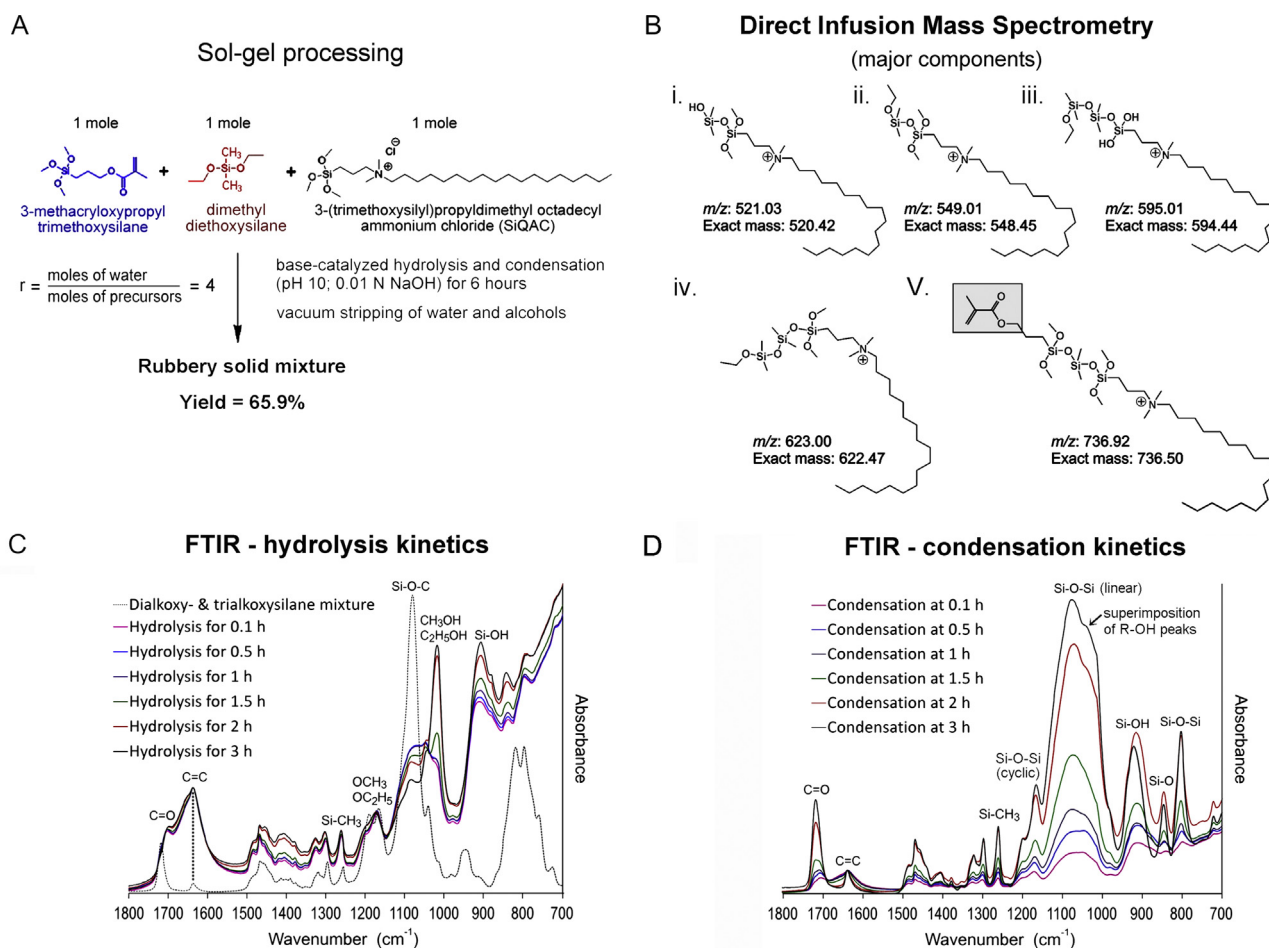 A
Sol-gel processing
1 mole
1 mole
1 mole
+
+
3-methacryloxypropyl
trimethoxysilane
dimethyl
diethoxysilane
3-(trimethoxysilyl)propyldimethyl octadecyl
ammonium chloride (SiQAC)
r = moles of water / moles of precursors = 4
base-catalyzed hydrolysis and condensation
(pH 10; 0.01 N NaOH) for 6 hours
vacuum stripping of water and alcohols
Rubbery solid mixture
Yield = 65.9%
B
Direct Infusion Mass Spectrometry
(major components)
i.
m/z: 521.03
Exact mass: 520.42
ii.
m/z: 549.01
Exact mass: 548.45
iii.
m/z: 595.01
Exact mass: 594.44
iv.
m/z: 623.00
Exact mass: 622.47
V.
m/z: 736.92
Exact mass: 736.50
C
FTIR - hydrolysis kinetics
Dialkoxy- & trialkoxysilane mixture
Hydrolysis for 0.1 h
Hydrolysis for 0.5 h
Hydrolysis for 1 h
Hydrolysis for 1.5 h
Hydrolysis for 2 h
Hydrolysis for 3 h
C=O
C=C
Si-CH3
OCH3
OC2H5
Si-O-C
CH3OH
C2H5OH
Si-OH
Absorbance
1800 1700 1600 1500 1400 1300 1200 1100 1000 900 800 700
Wavenumber (cm-1)
D
FTIR - condensation kinetics
Condensation at 0.1 h
Condensation at 0.5 h
Condensation at 1 h
Condensation at 1.5 h
Condensation at 2 h
Condensation at 3 h
C=O
C=C
Si-CH3
Si-O-Si
(cyclic)
Si-O-Si (linear)
superimposition
of R-OH peaks
Si-OH
Si-O
Si-O-Si
Absorbance
1800 1700 1600 1500 1400 1300 1200 1100 1000 900 800 700
Wavenumber (cm-1)